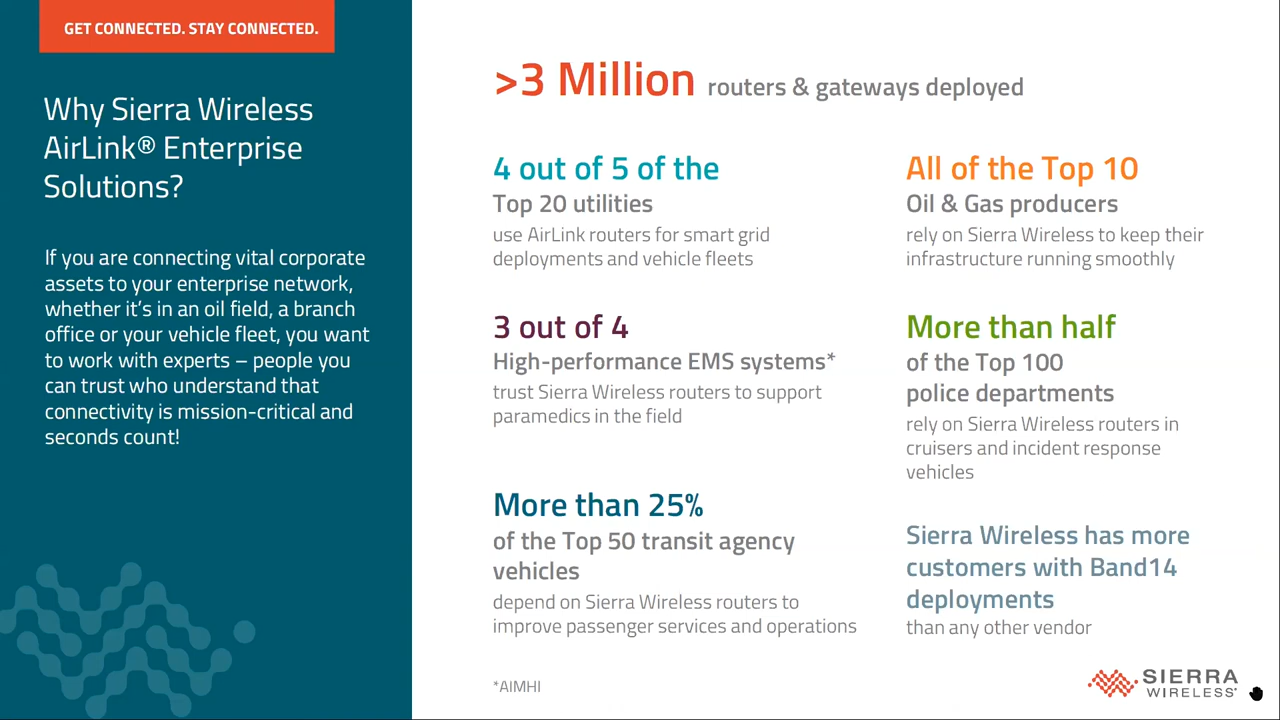 GET CONNECTED. STAY CONNECTED.
Why Sierra Wireless
AirLink® Enterprise
Solutions?
If you are connecting vital corporate
assets to your enterprise network,
whether it's in an oil field, a branch
office or your vehicle fleet, you want
to work with experts – people you
can trust who understand that
connectivity is mission-critical and
seconds count!
>3 Million routers & gateways deployed
4 out of 5 of the
Top 20 utilities
use AirLink routers for smart grid
deployments and vehicle fleets
All of the Top 10
Oil & Gas producers
rely on Sierra Wireless to keep their
infrastructure running smoothly
3 out of 4
High-performance EMS systems*
trust Sierra Wireless routers to support
paramedics in the field
More than half
of the Top 100
police departments
rely on Sierra Wireless routers in
cruisers and incident response
vehicles
More than 25%
of the Top 50 transit agency
vehicles
depend on Sierra Wireless routers to
improve passenger services and operations
Sierra Wireless has more
customers with Band14
deployments
than any other vendor
*AIMHI
SIERRA
WIRELESS